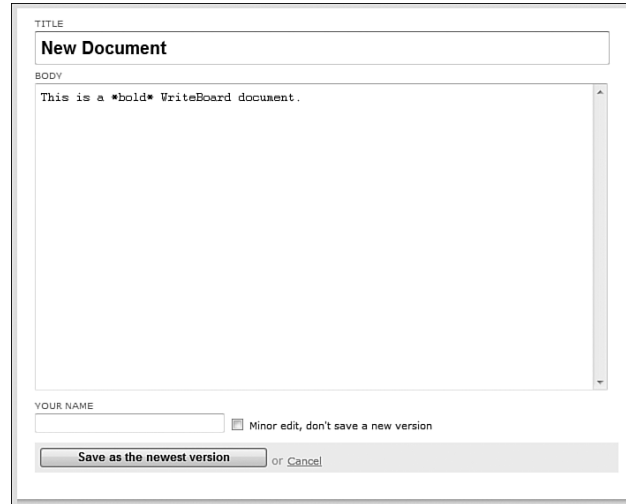 TITLE
New Document
BODY
This is a *bold* WriteBoard document.
YOUR NAME
Minor edit, don't save a new version
Save as the newest version or Cancel